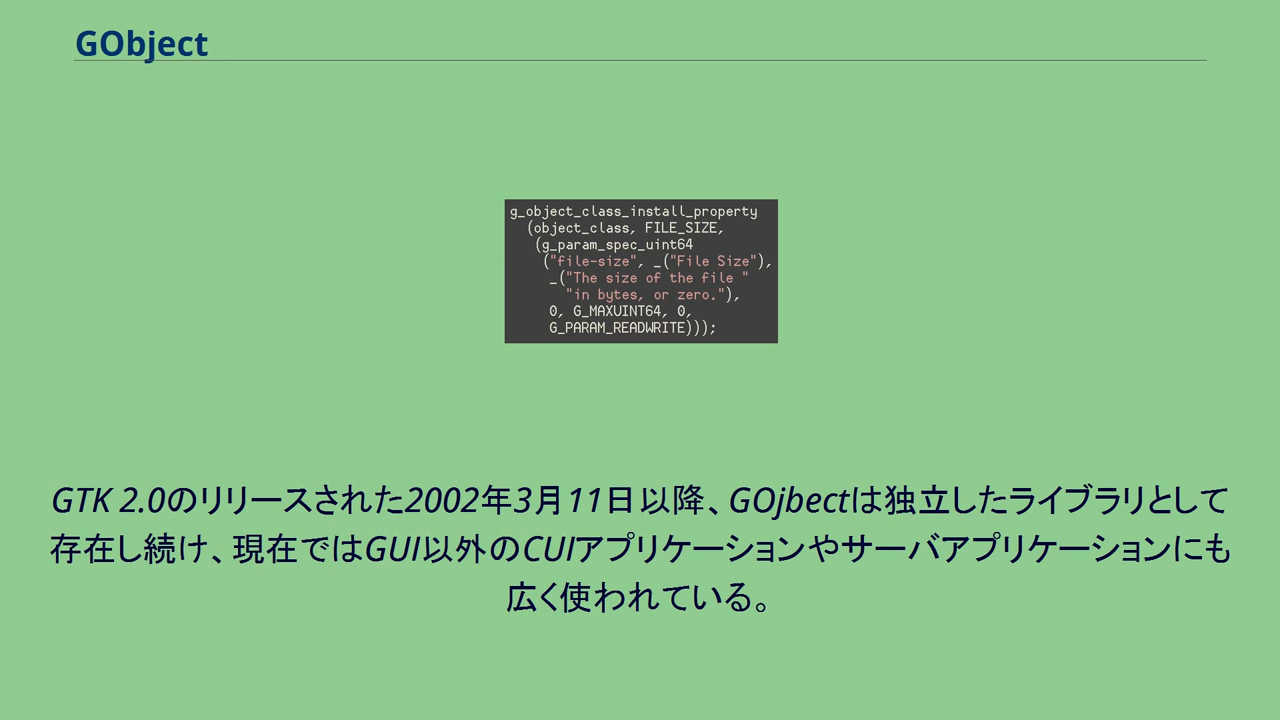 GObject
g_object_class_install_property
(object_class, FILE_SIZE,
(g_param_spec_uint64
("file-size", _("File Size"),
_("The size of the file "
"in bytes, or zero."),
0, G_MAXUINT64, 0,
G_PARAM_READWRITE)));
GTK 2.0のリリースされた2002年3月11日以降、GOjbectは独立したライブラリとして
存在し続け、現在ではGUI以外のCUIアプリケーションやサーバアプリケーションにも
広く使われている。